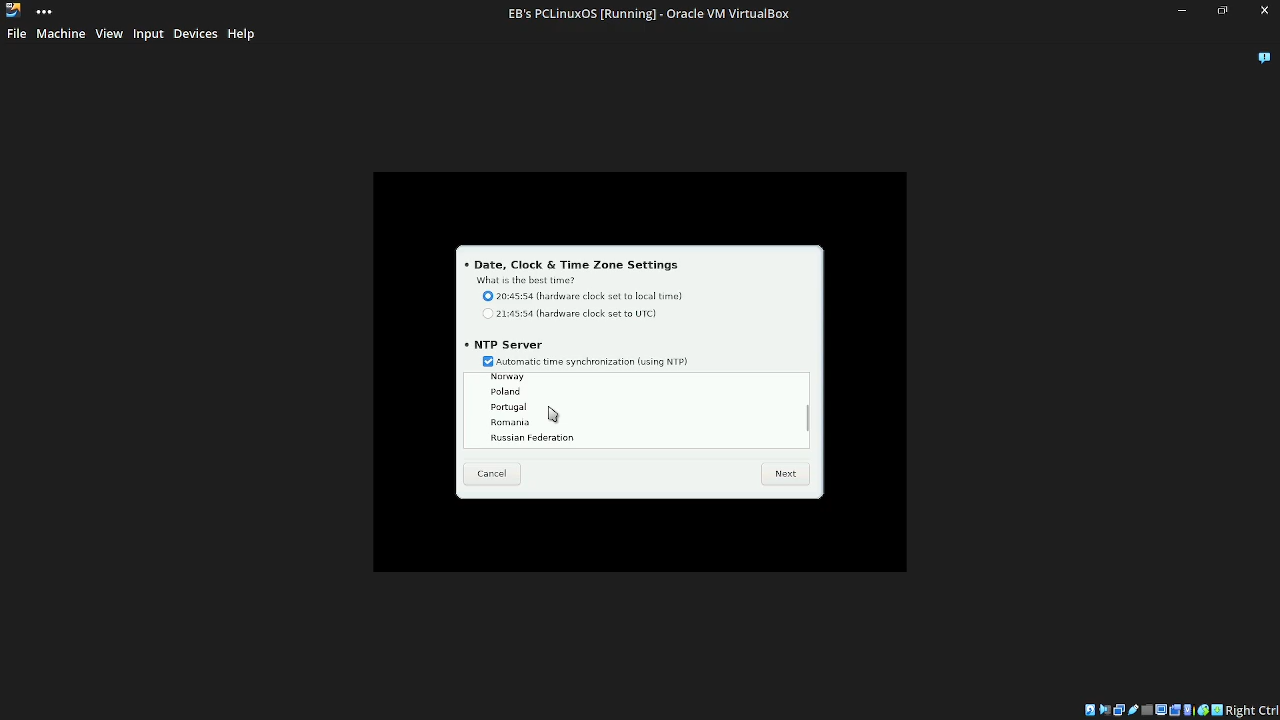 EB's PCLinuxOS [Running] - Oracle VM VirtualBox
File Machine View Input Devices Help
• Date, Clock & Time Zone Settings
What is the best time?
20:45:54 (hardware clock set to local time)
21:45:54 (hardware clock set to UTC)
• NTP Server
Automatic time synchronization (using NTP)
Norway
Poland
Portugal
Romania
Russian Federation
Cancel Next
Right Ctrl